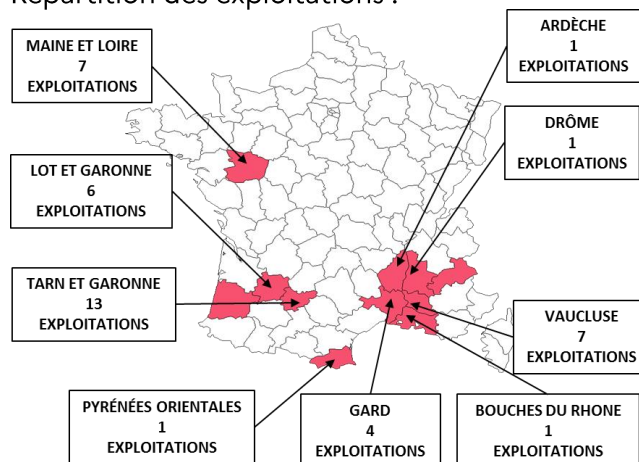 Répartition des exploitations :
MAINE ET LOIRE
7
EXPLOITATIONS
ARDÈCHE
1
EXPLOITATIONS
DRÔME
1
EXPLOITATIONS
LOT ET GARONNE
6
EXPLOITATIONS
TARN ET GARONNE
13
EXPLOITATIONS
VAUCLUSE
7
EXPLOITATIONS
PYRÉNÉES ORIENTALES
1
EXPLOITATIONS
GARD
4
EXPLOITATIONS
BOUCHES DU RHONE
1
EXPLOITATIONS